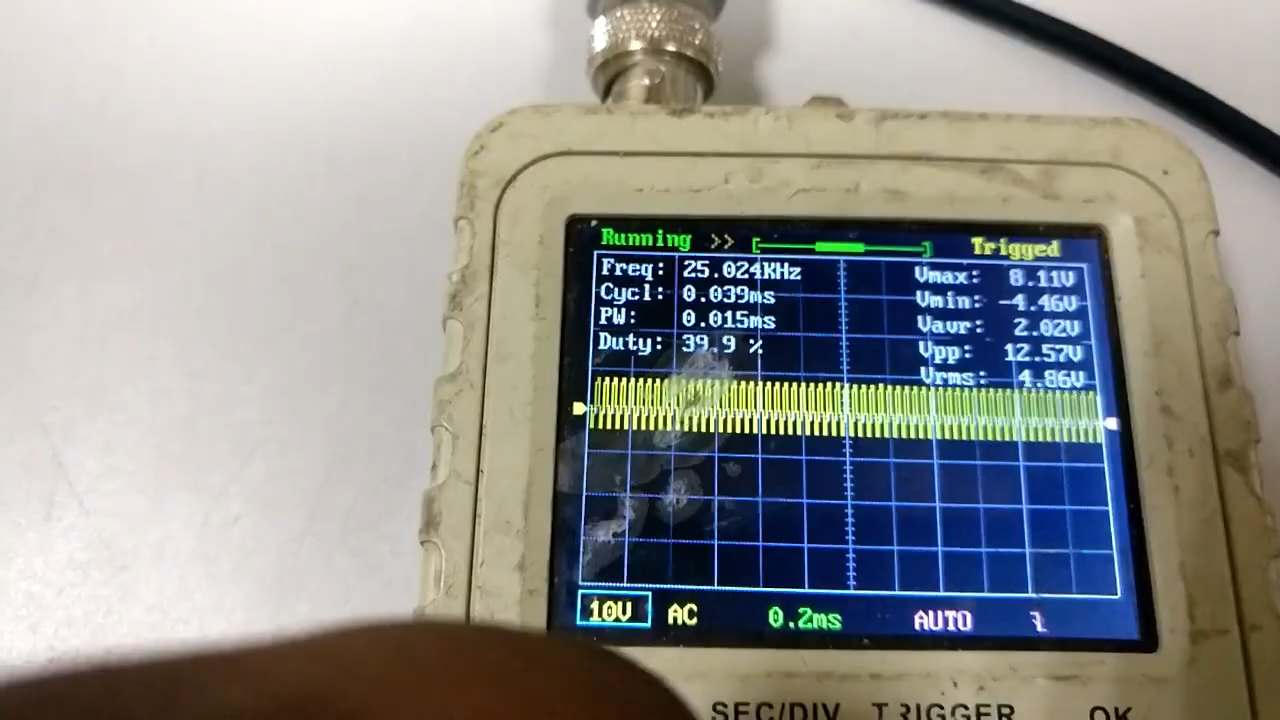 Running >> Trigged
Freq: 25.024KHz
Cycl: 0.039ms
PW: 0.015ms
Duty: 39.9 %
Vmax: 8.11V
Vmin: -4.46V
Vavr: 2.02V
Vpp: 12.57V
Vrms: 4.86V
10V AC 0.2ms AUTO
SEC/DIV TRIGGER OK